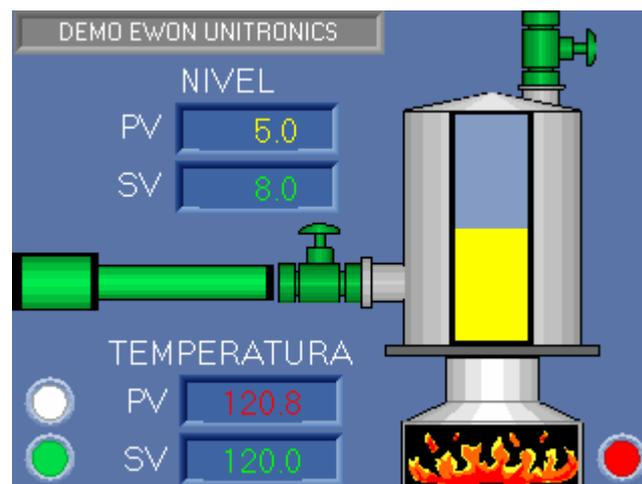 DEMO EWON UNITRONICS
NIVEL
PV 5.0
SV 8.0
TEMPERATURA
PV 120.8
SV 120.0